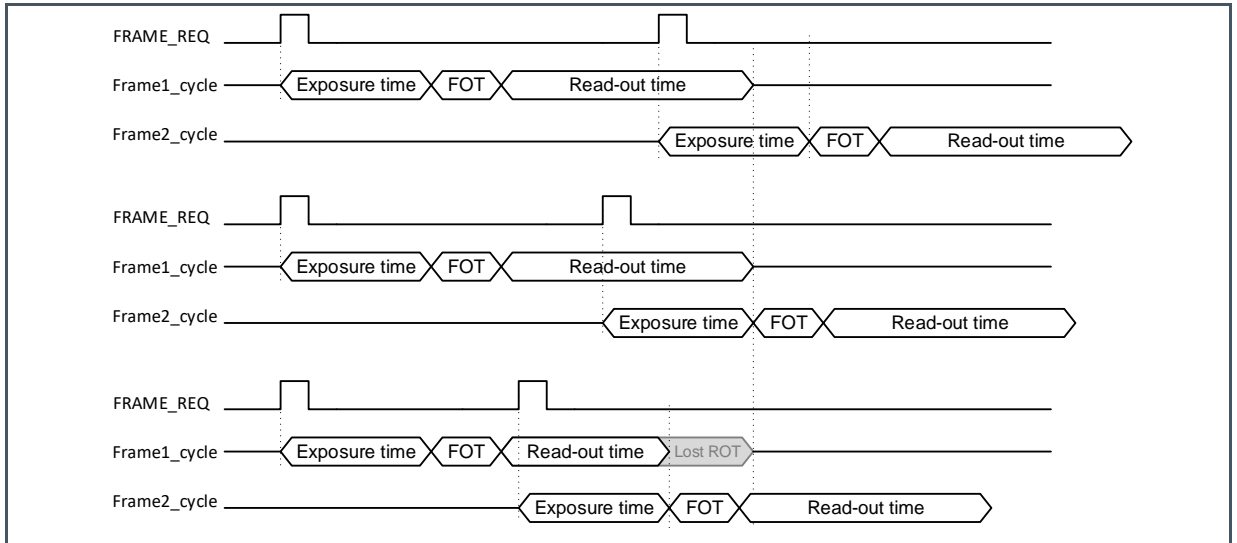 FRAME_REQ
Frame1_cycle Exposure time FOT Read-out time
Frame2_cycle Exposure time FOT Read-out time
FRAME_REQ
Frame1_cycle Exposure time FOT Read-out time
Frame2_cycle Exposure time FOT Read-out time
FRAME_REQ
Frame1_cycle Exposure time FOT Read-out time Lost ROT
Frame2_cycle Exposure time FOT Read-out time